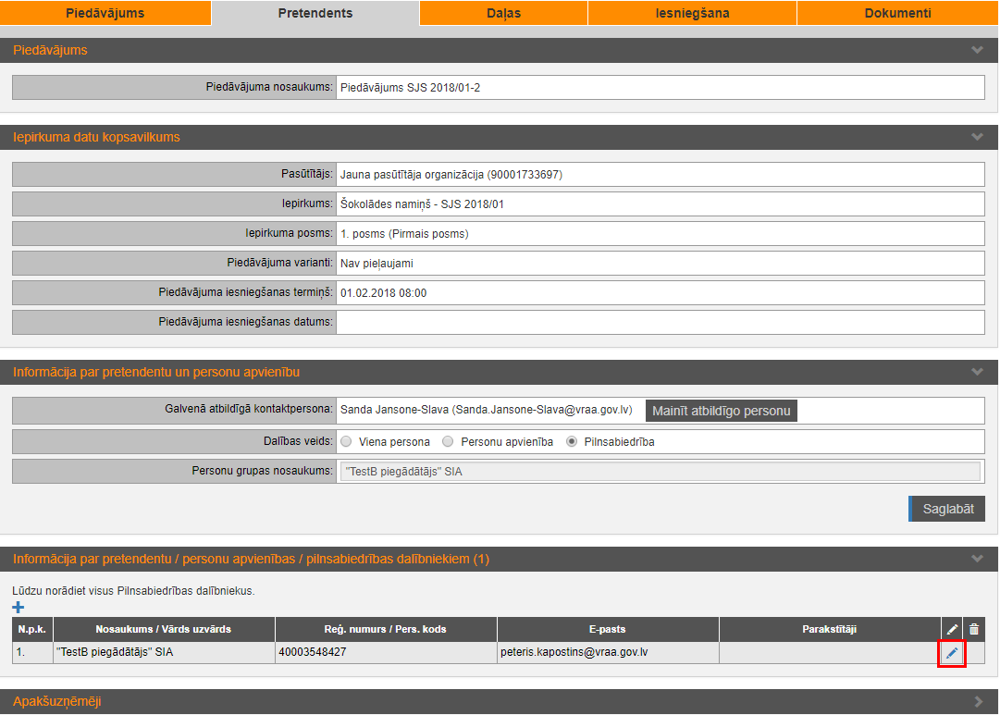 Piedāvājums Pretendents Daļas Iesniegšana Dokumenti
Piedāvājums
Piedāvājuma nosaukums: Piedāvājums SJS 2018/01-2
Iepirkuma datu kopsavilkums
Pasūtītājs: Jauna pasūtītāja organizācija (90001733697)
Iepirkums: Šokolādes namiņš - SJS 2018/01
Iepirkuma posms: 1. posms (Pirmais posms)
Piedāvājuma varianti: Nav pieļaujami
Piedāvājuma iesniegšanas termiņš: 01.02.2018 08:00
Piedāvājuma iesniegšanas datums:
Informācija par pretendentu un personu apvienību
Galvenā atbildīgā kontaktpersona: Sanda Jansone-Slava (Sanda.Jansone-Slava@vraa.gov.lv) Mainīt atbildīgo personu
Dalības veids: Viena persona Personu apvienība Pilnsabiedrība
Personu grupas nosaukums: "TestB piegādātājs" SIA
Saglabāt
Informācija par pretendentu / personu apvienības / pilnsabiedrības dalībniekiem (1)
Lūdzu norādiet visus Pilnsabiedrības dalībniekus.
N.p.k. Nosaukums / Vārds uzvārds Reģ. numurs / Pers. kods E-pasts Parakstītāji
1. "TestB piegādātājs" SIA 40003548427 peteris.kapostins@vraa.gov.lv
Apakšuzņēmēji